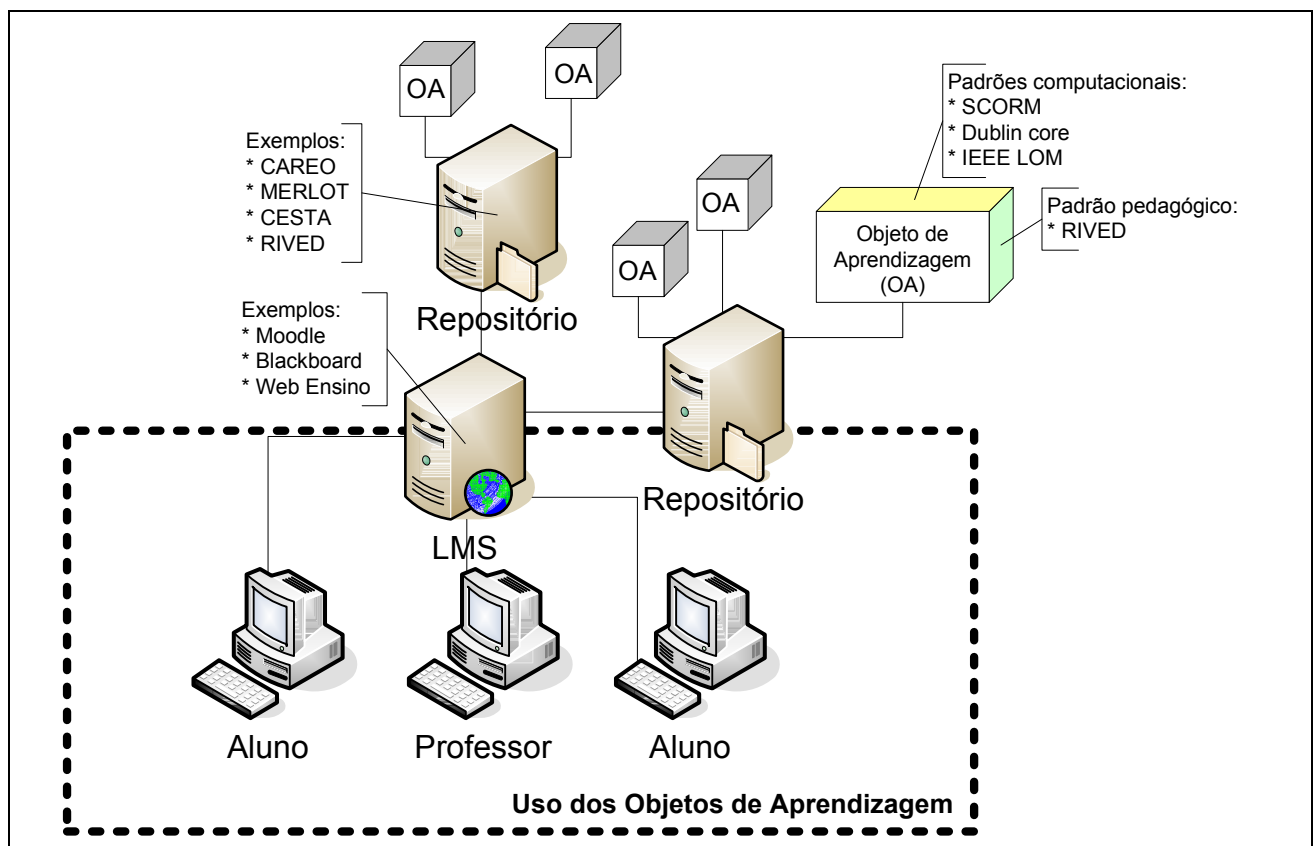 OA
OA
Exemplos:
* CAREO
* MERLOT
* CESTA
* RIVED
Repositório
Padrões computacionais:
* SCORM
* Dublin core
* IEEE LOM
Padrão pedagógico:
* RIVED
OA
OA
Objeto de
Aprendizagem
(OA)
Exemplos:
* Moodle
* Blackboard
* Web Ensino
Repositório
LMS
Aluno
Professor
Aluno
Uso dos Objetos de Aprendizagem